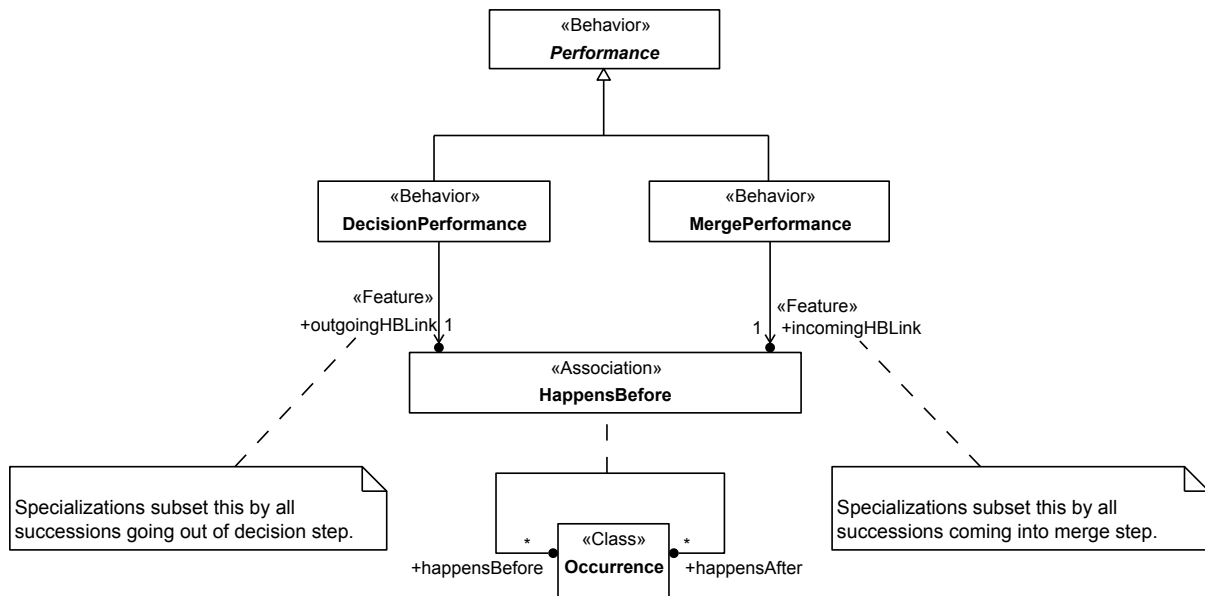 «Behavior»
Performance
«Behavior»
DecisionPerformance
«Behavior»
MergePerformance
«Feature»
+outgoingHBLink 1
«Feature»
1 +incomingHBLink
«Association»
HappensBefore
Specializations subset this by all
successions going out of decision step.
Specializations subset this by all
successions coming into merge step.
* «Class» *
+happensBefore Occurrence +happensAfter